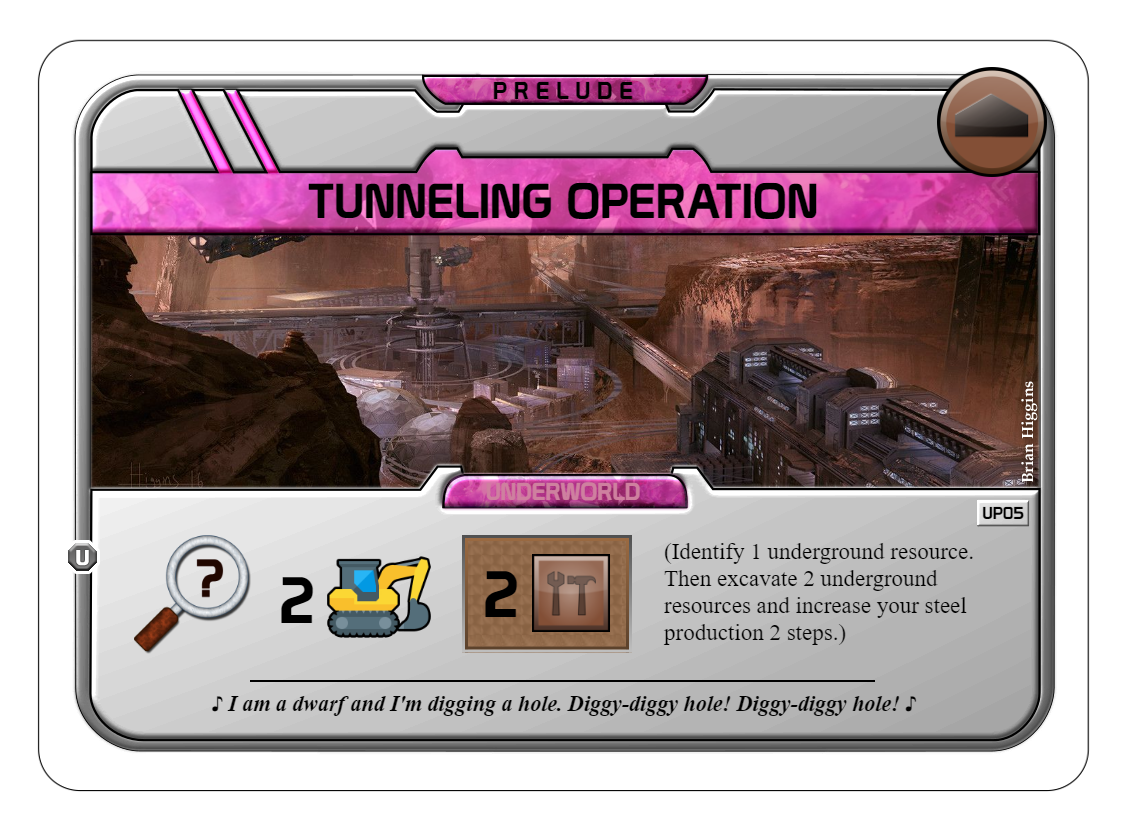 PRELUDE
TUNNELING OPERATION
Brian Higgins
Higgins
UNDERWORLD
UP05
U
?
2
2
(Identify 1 underground resource.
Then excavate 2 underground
resources and increase your steel
production 2 steps.)
♪ I am a dwarf and I'm digging a hole. Diggy-diggy hole! Diggy-diggy hole! ♪